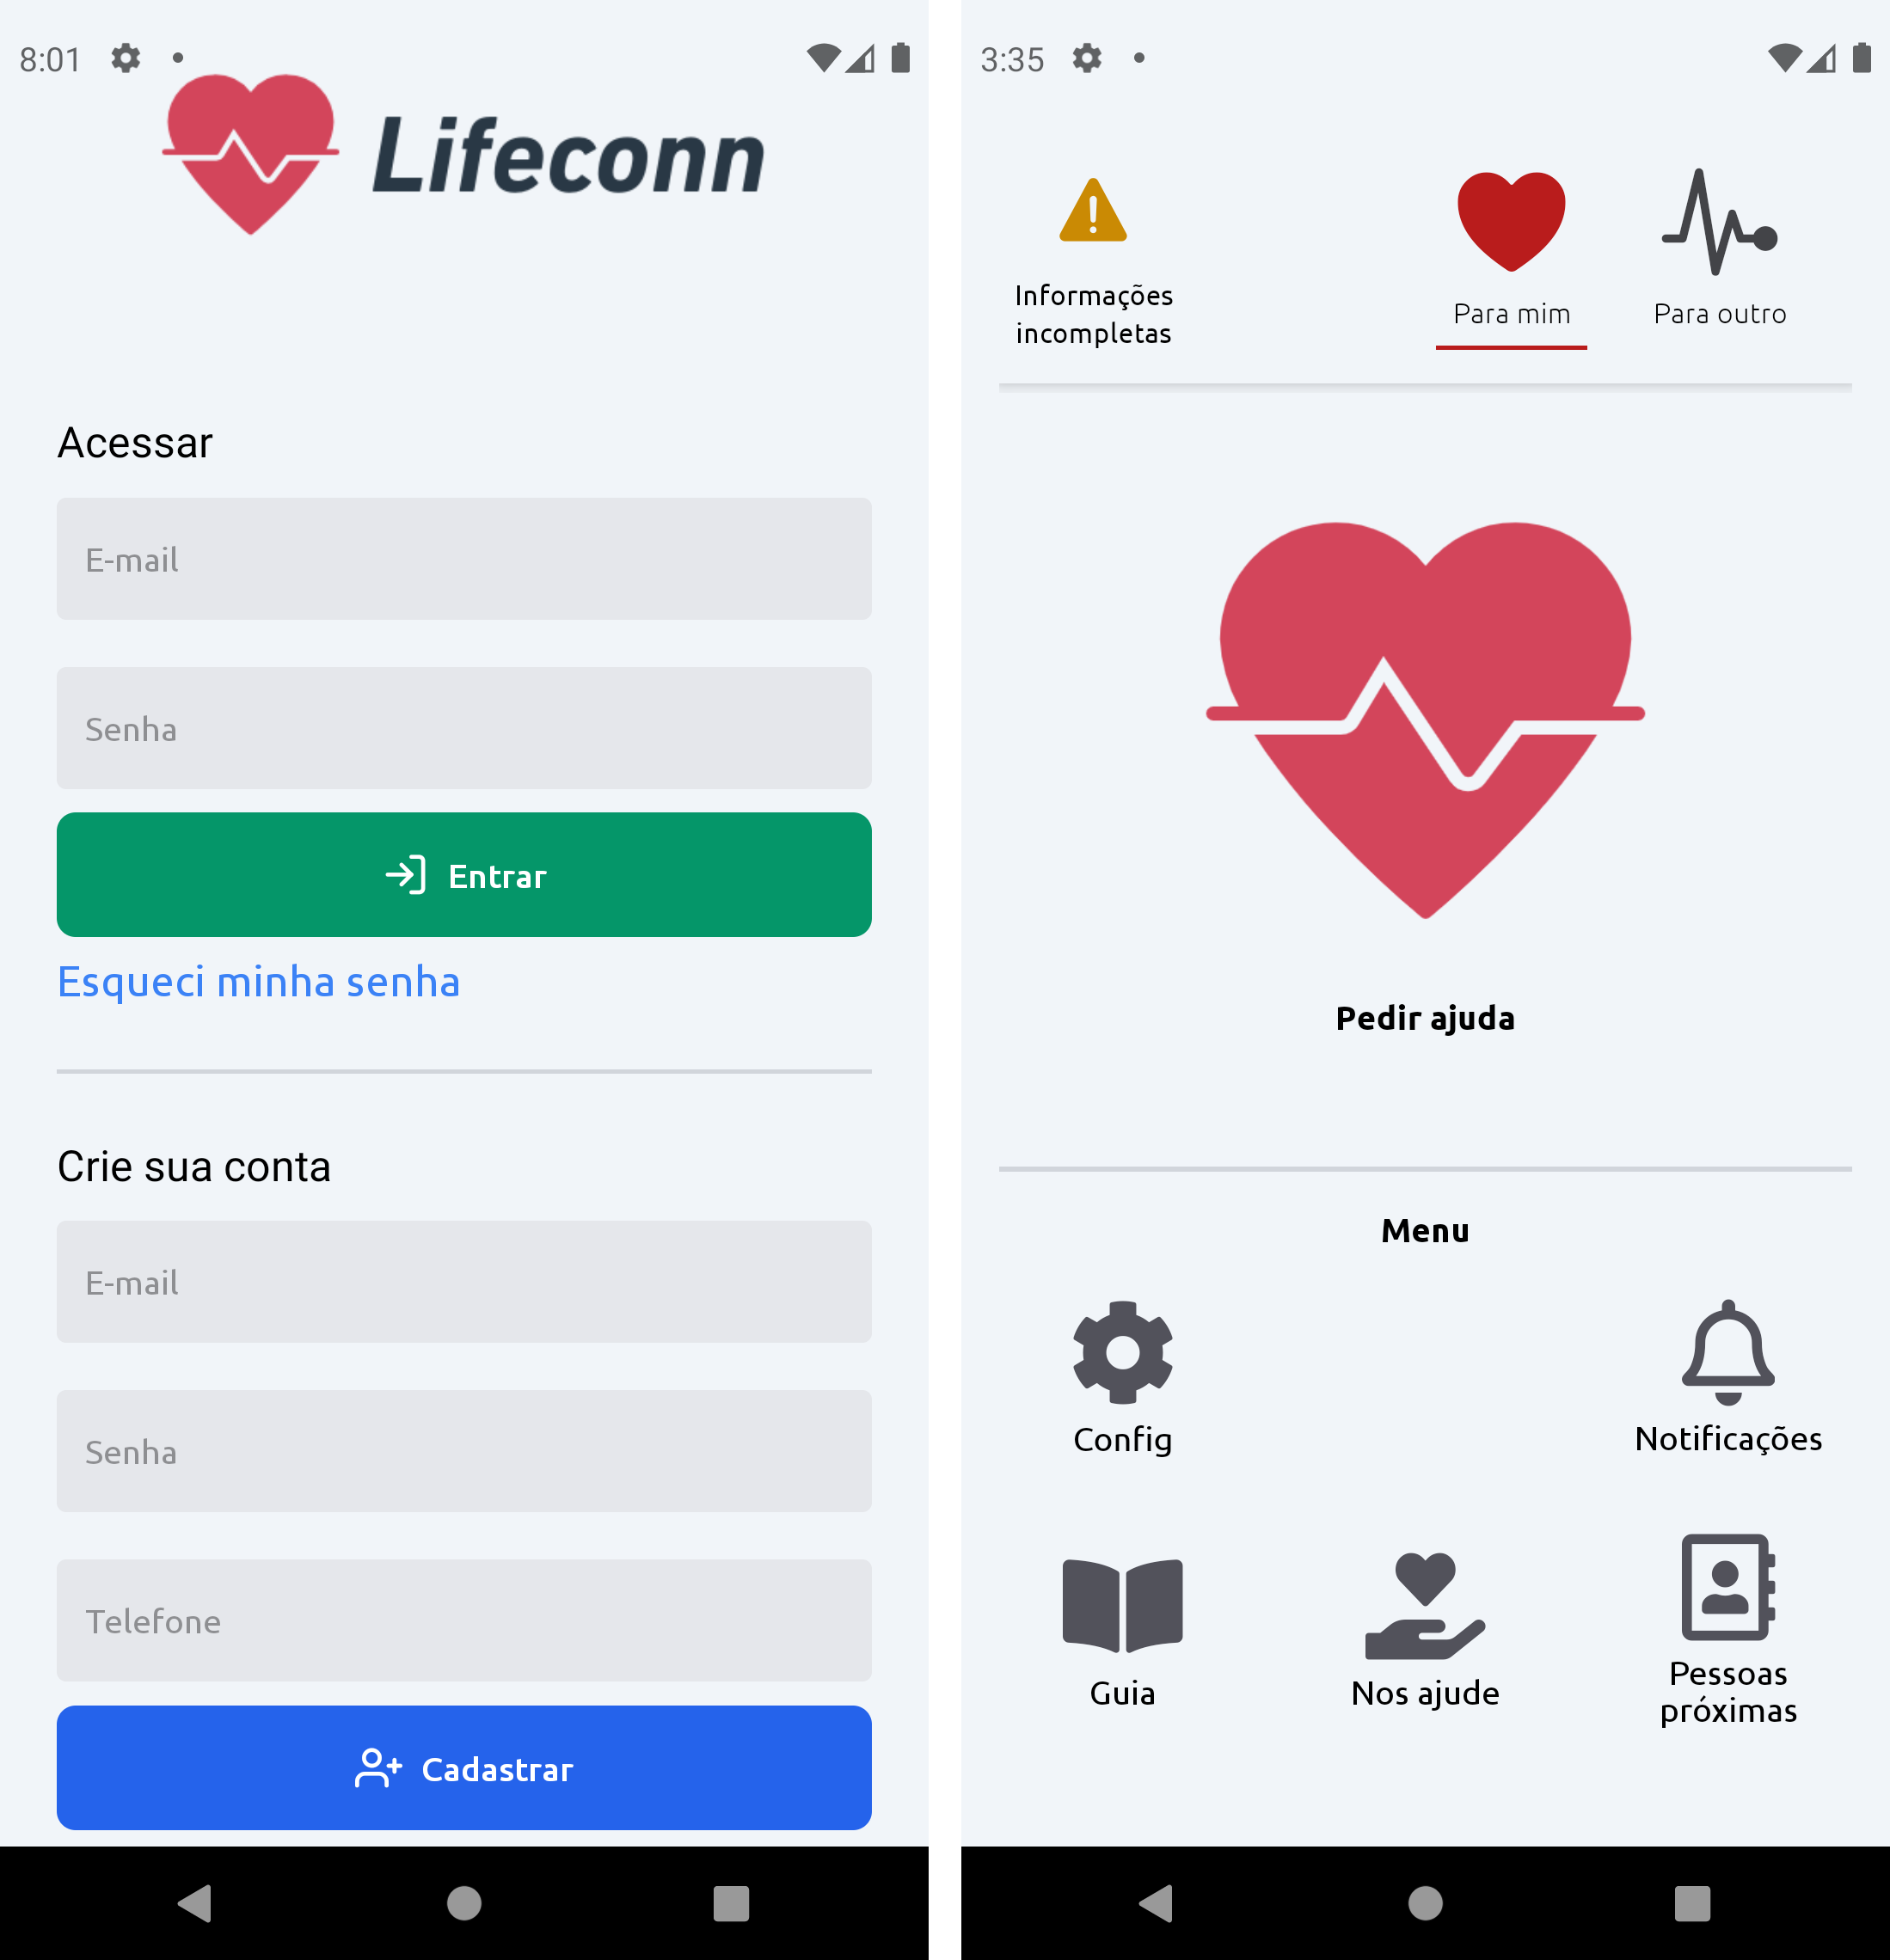 8:01
Lifeconn
Acessar
E-mail
Senha
Entrar
Esqueci minha senha
Crie sua conta
E-mail
Senha
Telefone
Cadastrar
3:35
Informações
incompletas
Para mim
Para outro
Pedir ajuda
Menu
Config
Notificações
Guia
Nos ajude
Pessoas
próximas